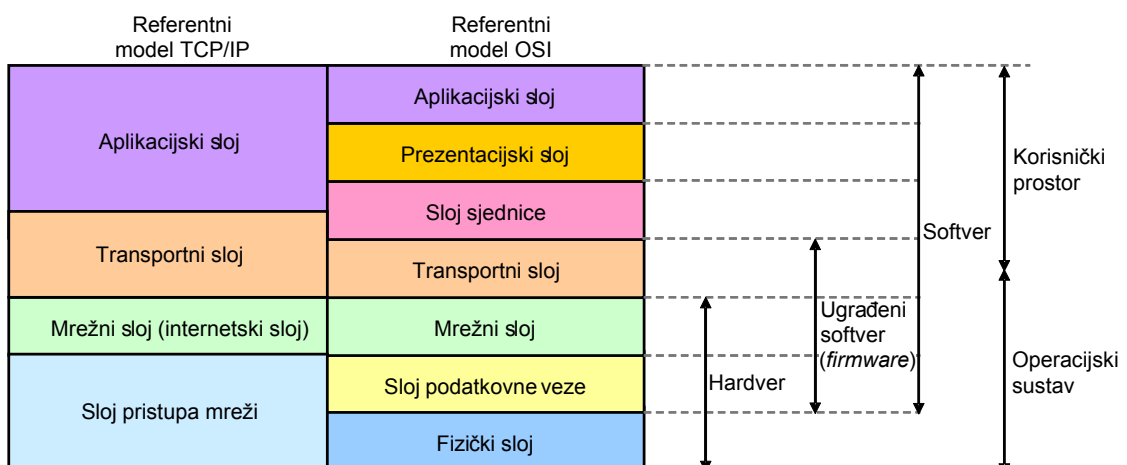 Referentni
model TCP/IP
Referentni
model OSI
Aplikacijski sloj
Transportni sloj
Mrežni sloj (internetski sloj)
Sloj pristupa mreži
Aplikacijski sloj
Prezentacijski sloj
Sloj sjednice
Transportni sloj
Mrežni sloj
Sloj podatkovne veze
Fizički sloj
Hardver
Ugrađeni
softver
(firmware)
Softver
Korisnički
prostor
Operacijski
sustav